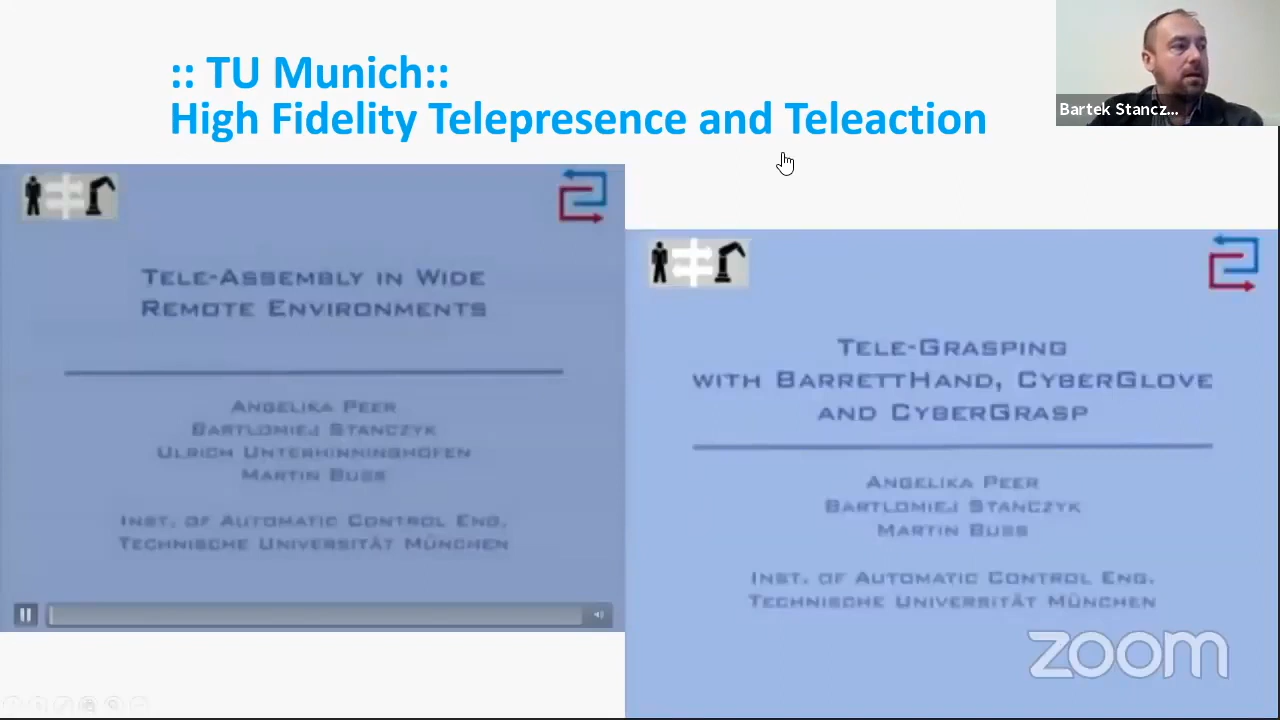 :: TU Munich::
High Fidelity Telepresence and Teleaction
Bartek Stancz...
TELE-ASSEMBLY IN WIDE
REMOTE ENVIRONMENTS
ANGELIKA PEER
BARTLOMIEJ STANCZYK
ULRICH UNTERHINNINGHOFEN
MARTIN BUSS
INST. OF AUTOMATIC CONTROL ENG.
TECHNISCHE UNIVERSITÄT MÜNCHEN
TELE-GRASPING
WITH BARRETTHAND, CYBERGLOVE
AND CYBERGRASP
ANGELIKA PEER
BARTLOMIEJ STANCZYK
MARTIN BUSS
INST. OF AUTOMATIC CONTROL ENG.
TECHNISCHE UNIVERSITÄT MÜNCHEN
zoom